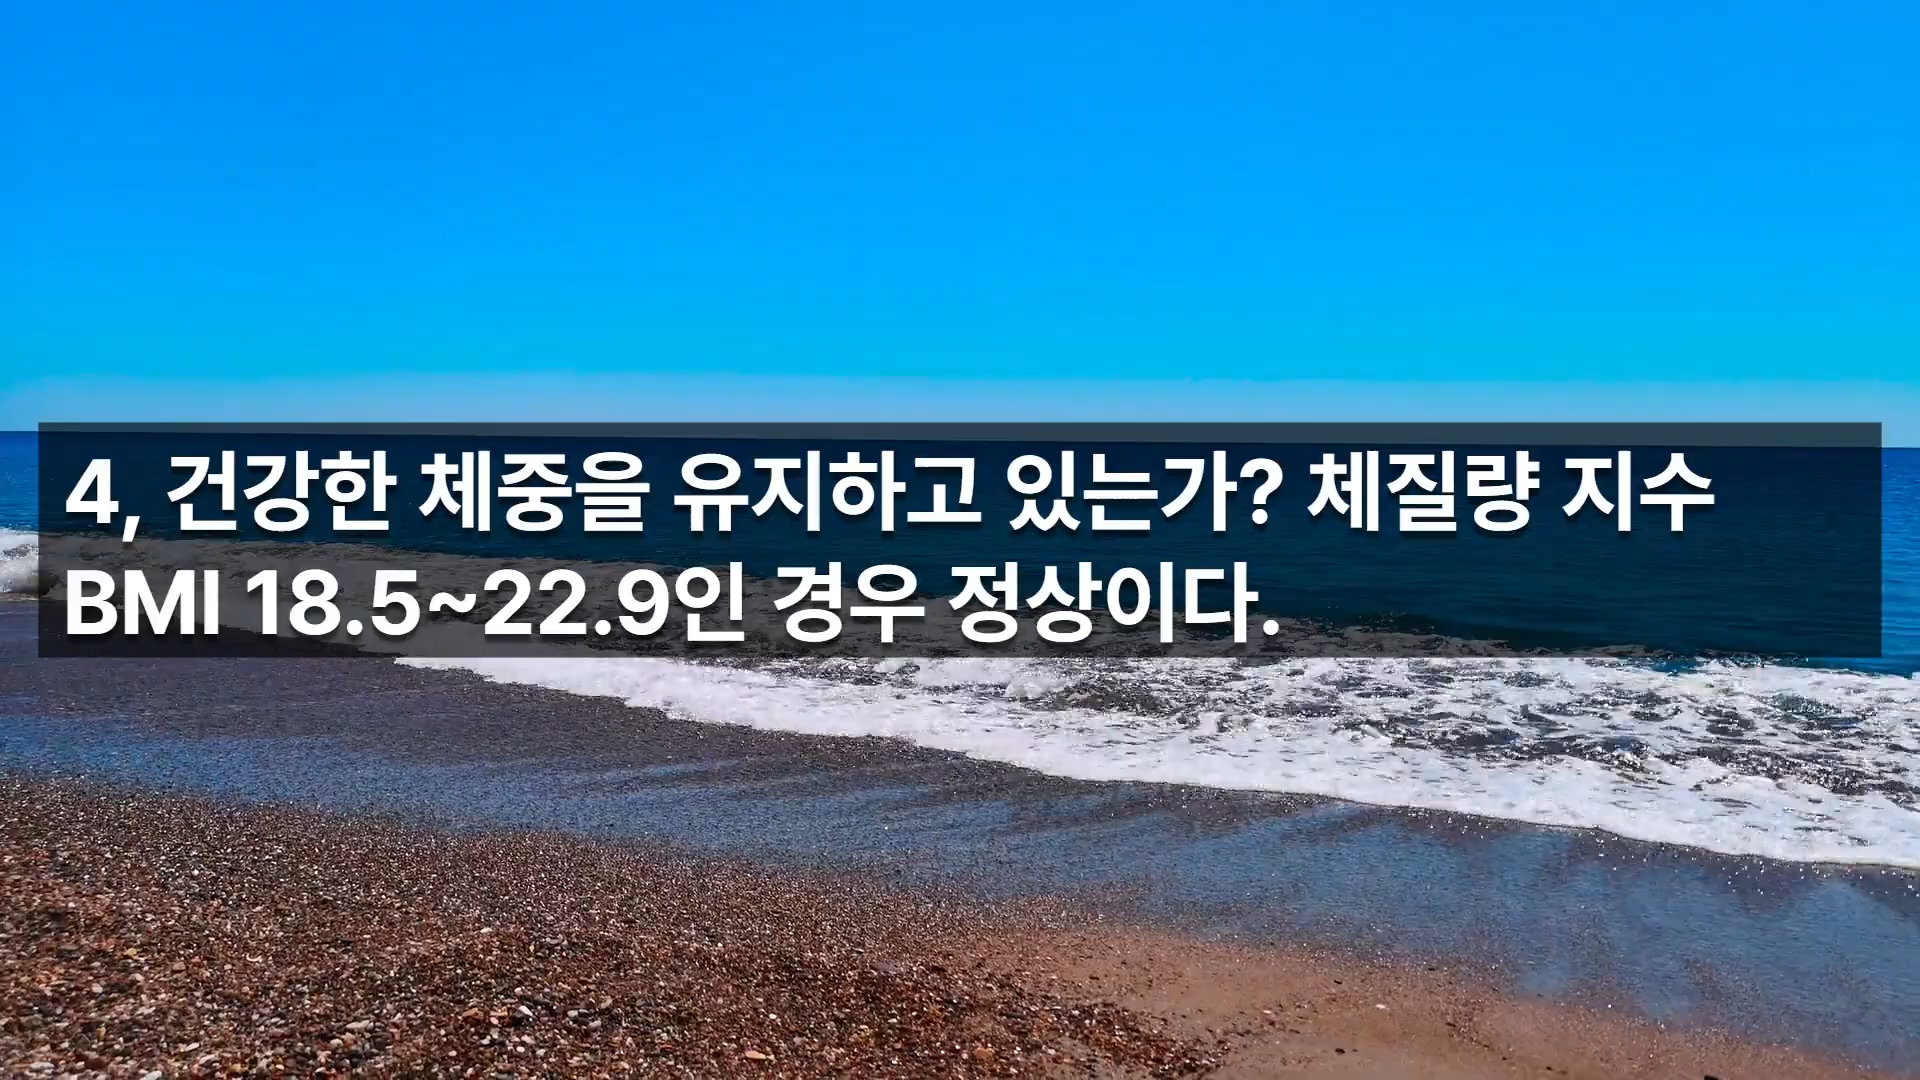 4, 건강한 체중을 유지하고 있는가? 체질량 지수
BMI 18.5~22.9인 경우 정상이다.